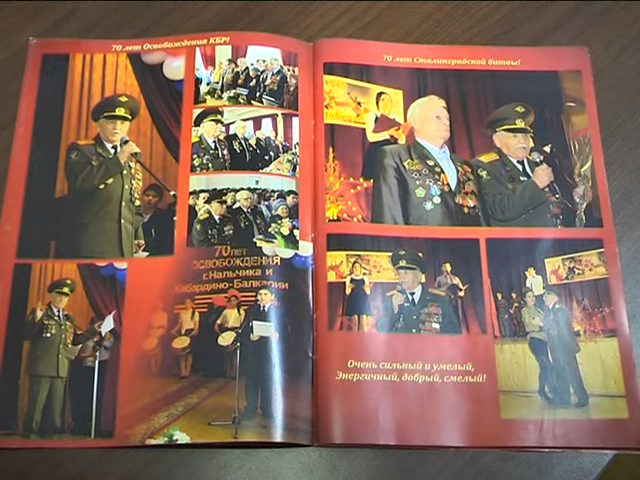 70 лет Освобождения КБР!
70 лет
ОСВОБОЖДЕНИЯ
г.Нальчика и
Кабардино-Балкарии
70 лет Сталинградской битвы!
Очень сильный и умелый,
Энергичный, добрый, смелый!